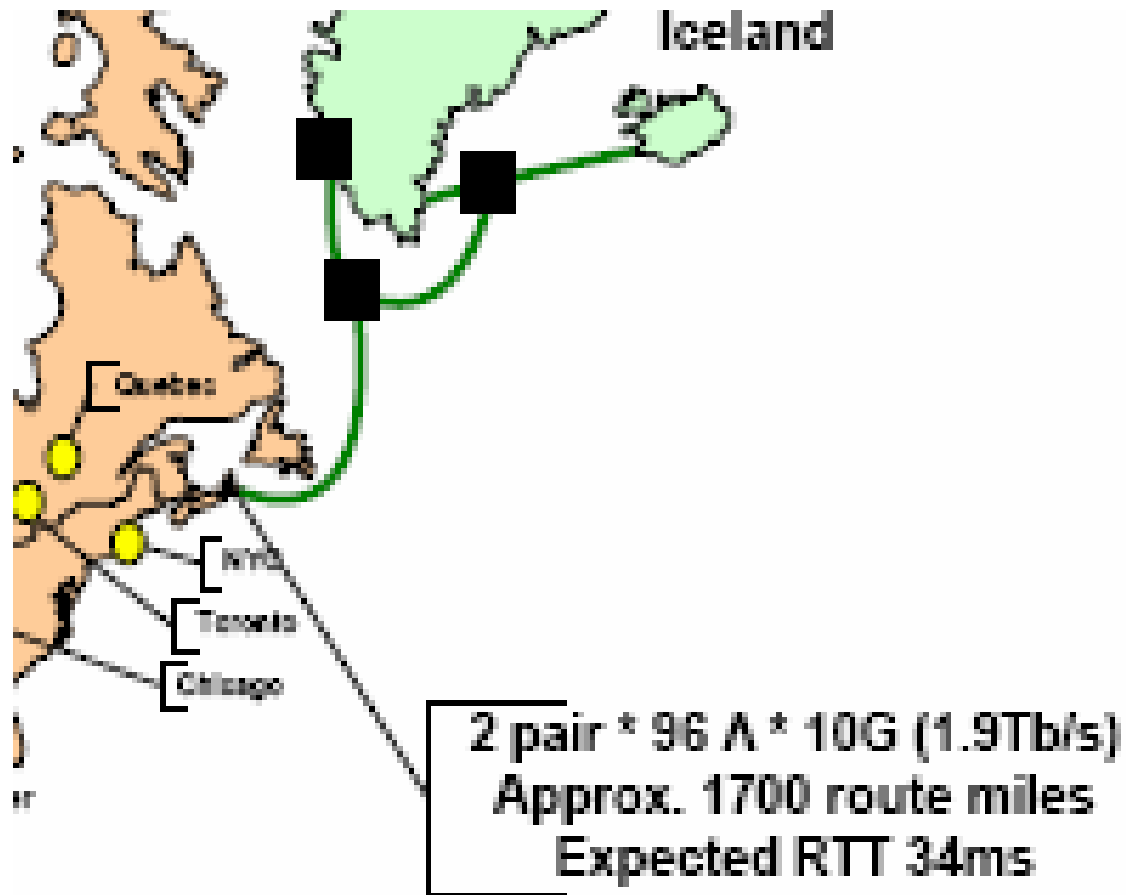 Iceland
Quebec
NYC
Toronto
Chicago
2 pair * 96 Λ * 10G (1.9Tb/s)
Approx. 1700 route miles
Expected RTT 34ms